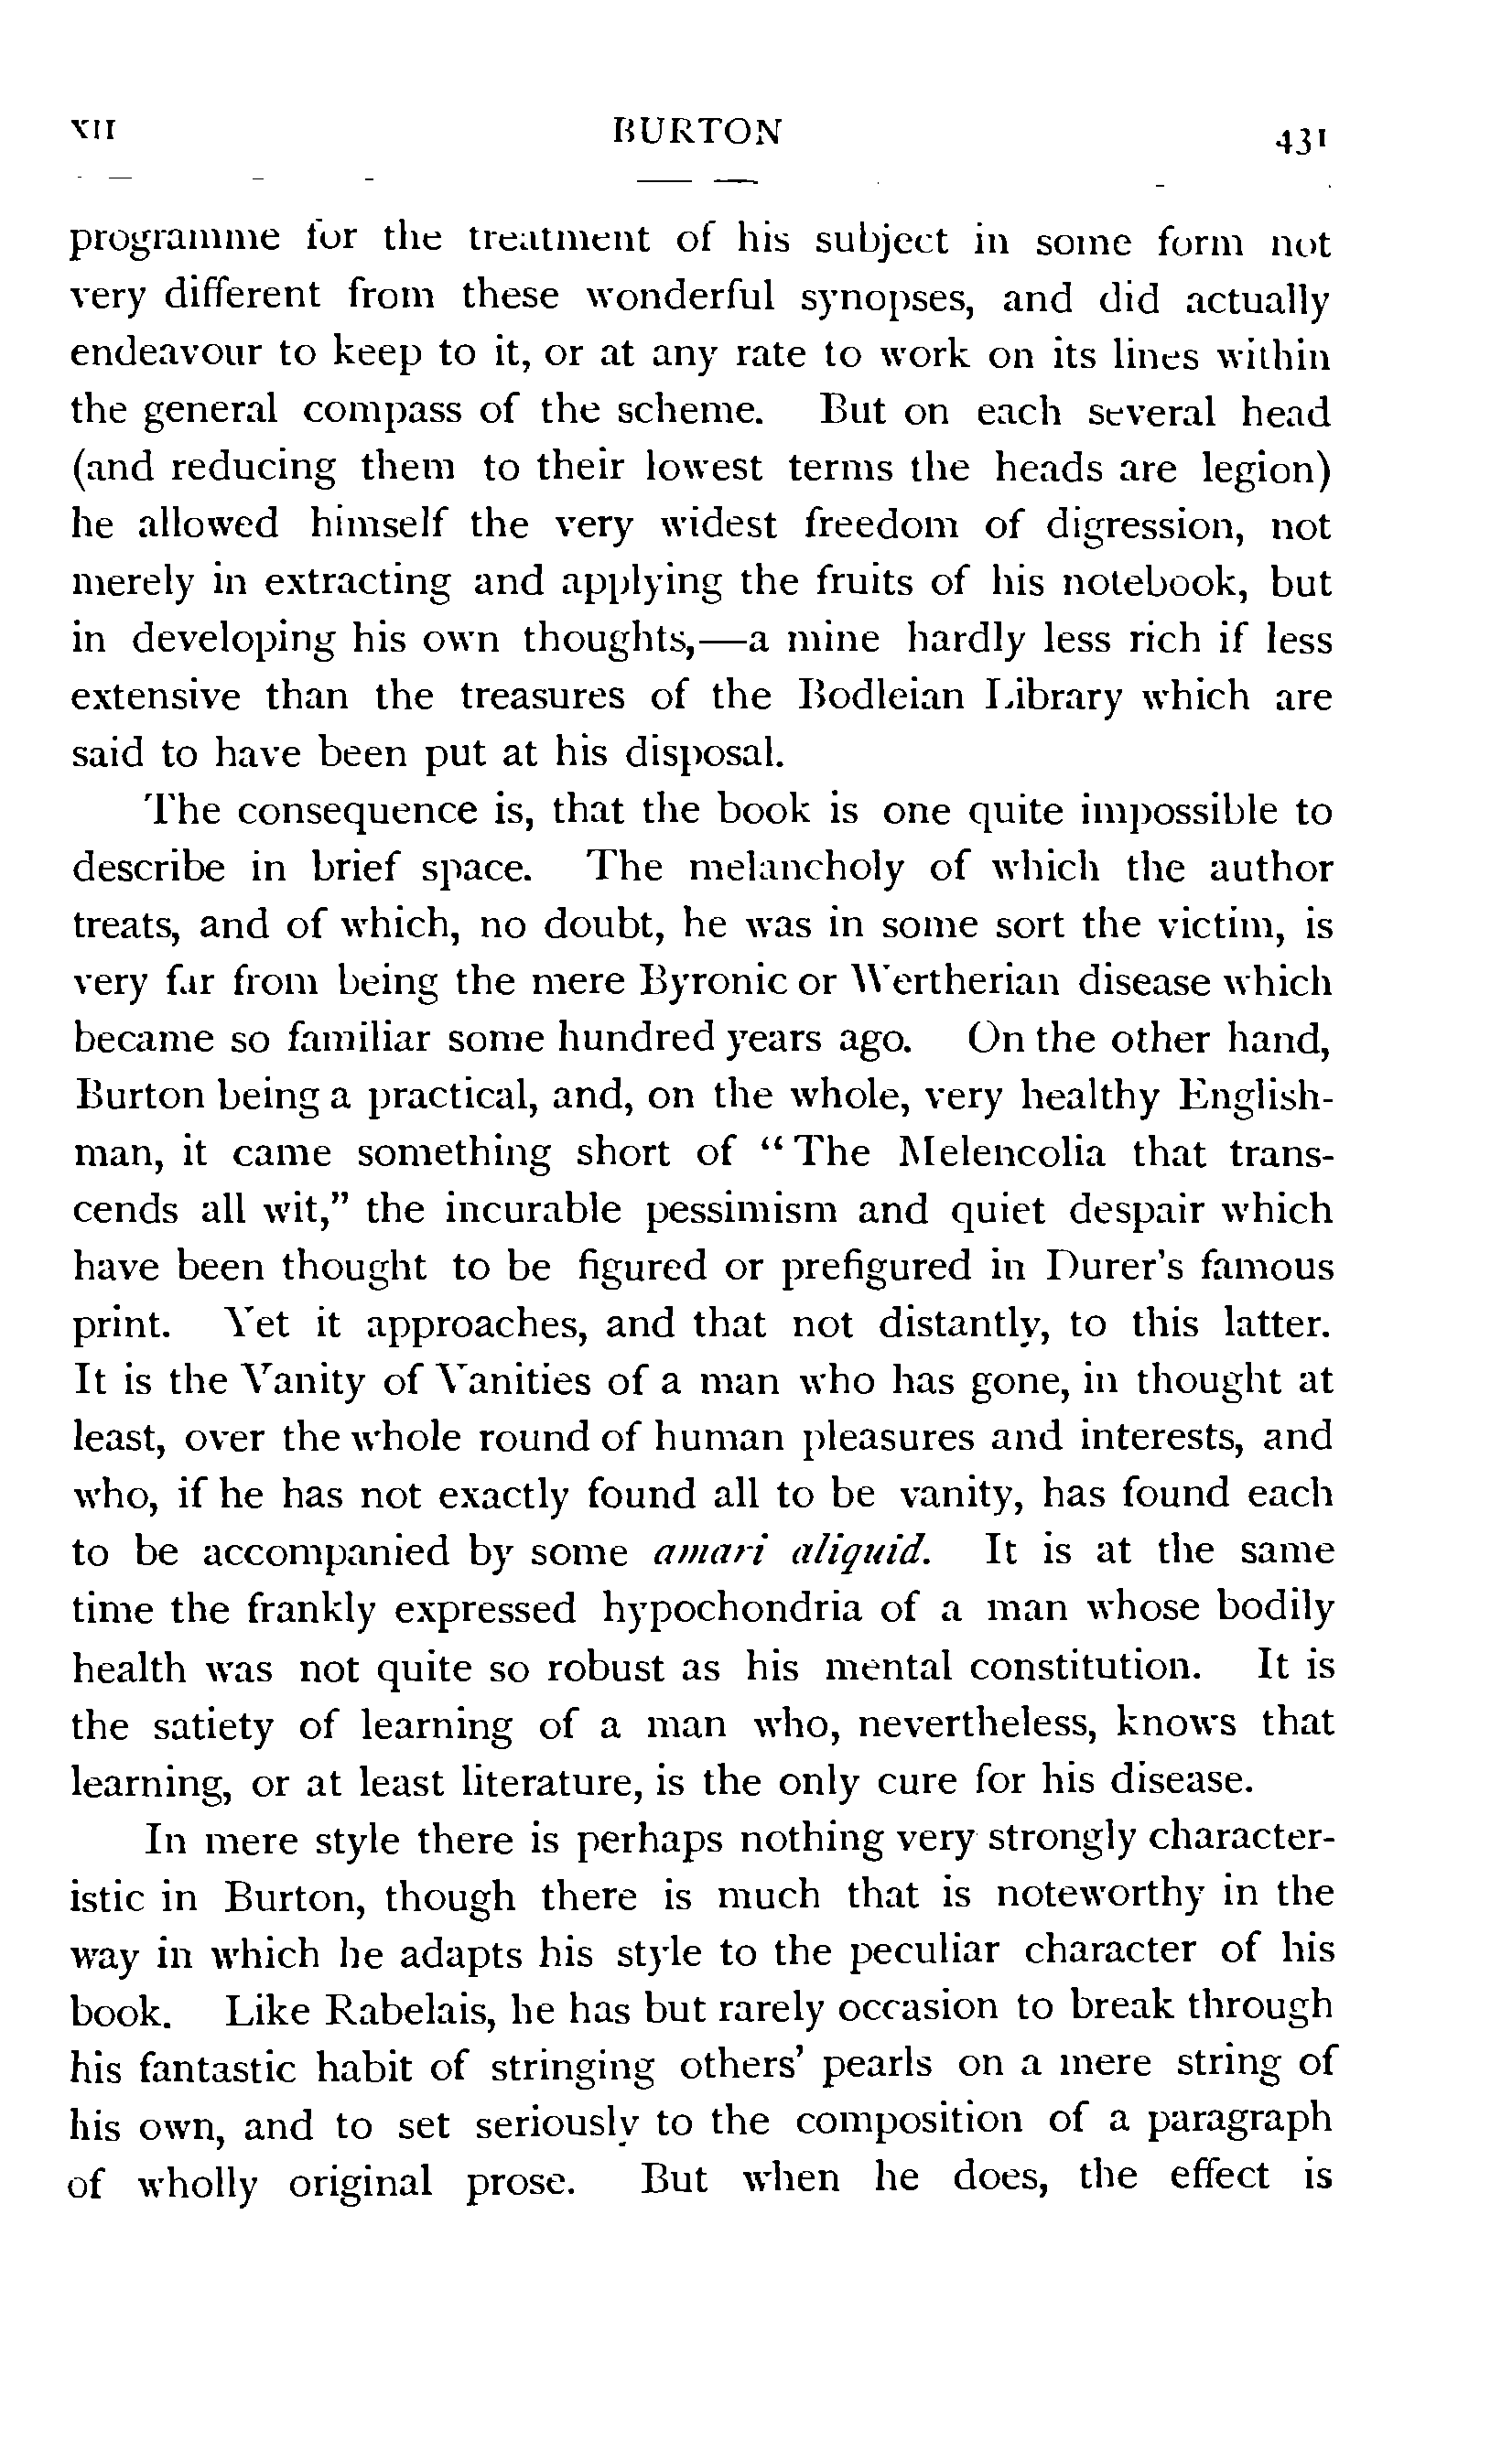 XII BURTON 431
programme for the treatment of his subject in some form not
very different from these wonderful synopses, and did actually
endeavour to keep to it, or at any rate to work on its lines within
the general compass of the scheme. But on each several head
(and reducing them to their lowest terms the heads are legion)
he allowed himself the very widest freedom of digression, not
merely in extracting and applying the fruits of his notebook, but
in developing his own thoughts,—a mine hardly less rich if less
extensive than the treasures of the Bodleian Library which are
said to have been put at his disposal.
The consequence is, that the book is one quite impossible to
describe in brief space. The melancholy of which the author
treats, and of which, no doubt, he was in some sort the victim, is
very far from being the mere Byronic or Wertherian disease which
became so familiar some hundred years ago. On the other hand,
Burton being a practical, and, on the whole, very healthy English-
man, it came something short of “The Melencolia that trans-
cends all wit,” the incurable pessimism and quiet despair which
have been thought to be figured or prefigured in Durer's famous
print. Yet it approaches, and that not distantly, to this latter.
It is the Vanity of Vanities of a man who has gone, in thought at
least, over the whole round of human pleasures and interests, and
who, if he has not exactly found all to be vanity, has found each
to be accompanied by some amari aliquid. It is at the same
time the frankly expressed hypochondria of a man whose bodily
health was not quite so robust as his mental constitution. It is
the satiety of learning of a man who, nevertheless, knows that
learning, or at least literature, is the only cure for his disease.
In mere style there is perhaps nothing very strongly character-
istic in Burton, though there is much that is noteworthy in the
way in which he adapts his style to the peculiar character of his
book. Like Rabelais, he has but rarely occasion to break through
his fantastic habit of stringing others' pearls on a mere string of
his own, and to set seriously to the composition of a paragraph
of wholly original prose. But when he does, the effect is